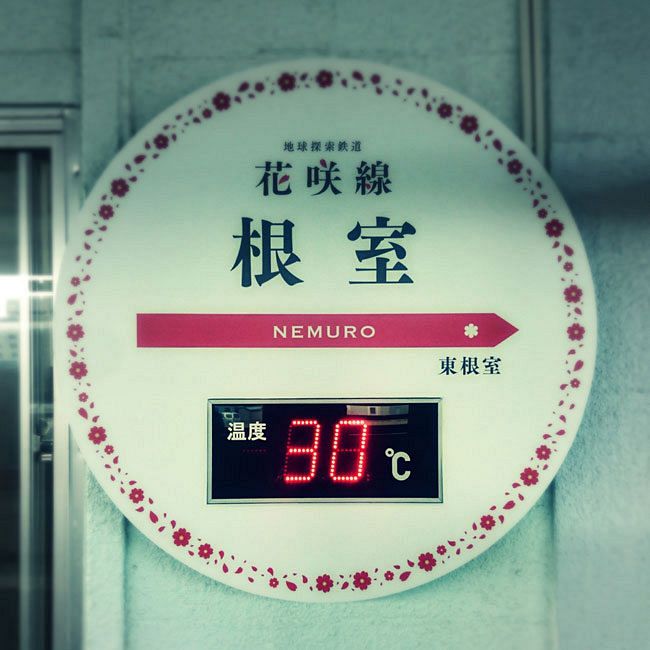 地球探索鉄道
花咲線
根室
NEMURO
東根室
温度 30 ℃